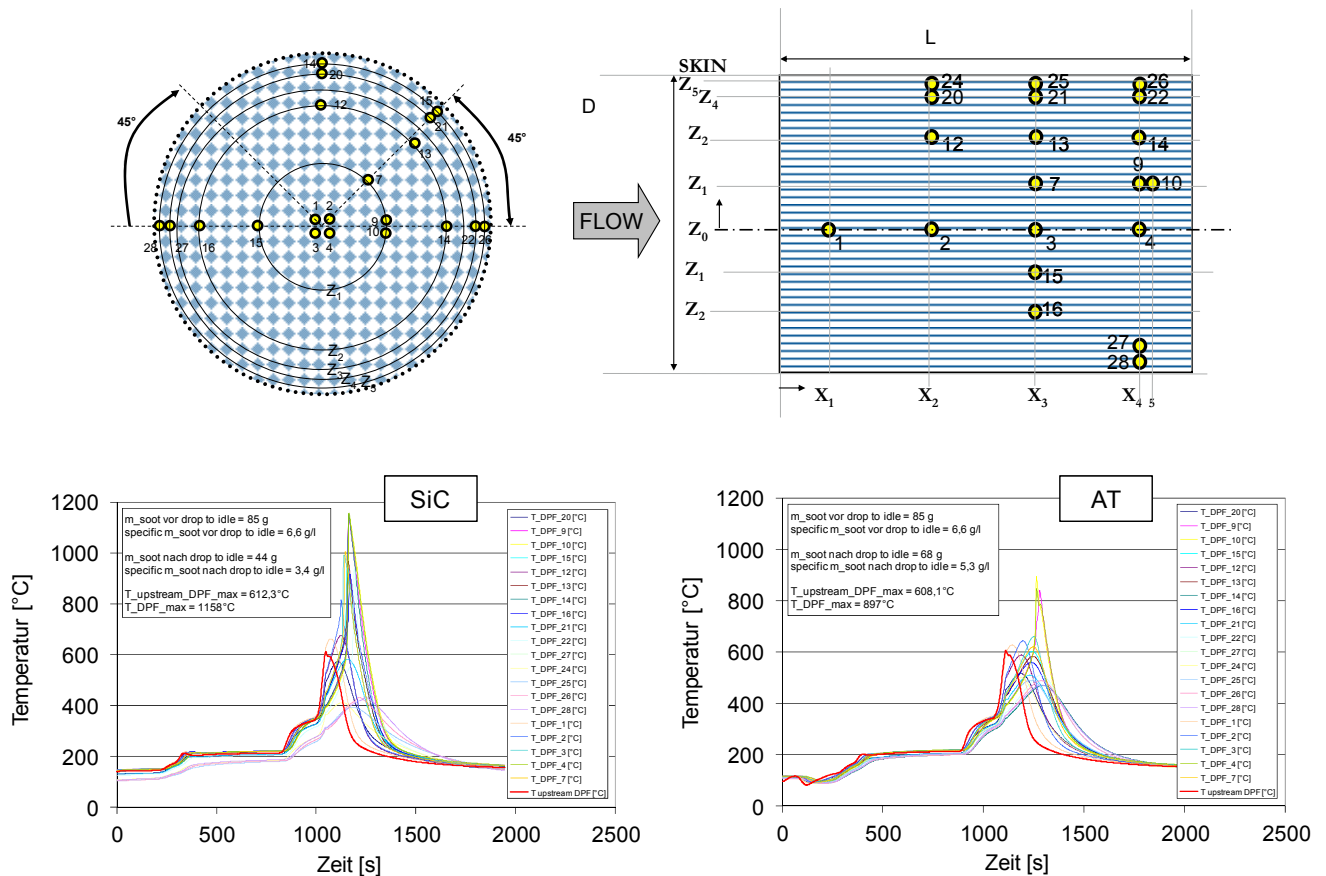 14
20
12
15
21
13
45°
45°
7
1 2
3 4
9
10
28
27
16
15
14
22
26
Z1
Z2
Z3
Z4
Z5
L
SKIN
Z5
Z4
D
24
25
26
20
21
22
Z2
12
13
14
9
Z1
7
10
FLOW
Z0
1
2
3
4
Z1
15
Z2
16
27
28
X1
X2
X3
X4
5
SiC
1200
1000
800
600
400
200
0
Temperatur [°C]
m_soot vor drop to idle = 85 g
specific m_soot vor drop to idle = 6,6 g/l
m_soot nach drop to idle = 44 g
specific m_soot nach drop to idle = 3,4 g/l
T_upstream_DPF_max = 612,3°C
T_DPF_max = 1158°C
T_DPF_20 [°C]
T_DPF_9 [°C]
T_DPF_10 [°C]
T_DPF_15 [°C]
T_DPF_12 [°C]
T_DPF_13 [°C]
T_DPF_14 [°C]
T_DPF_16 [°C]
T_DPF_21 [°C]
T_DPF_22 [°C]
T_DPF_27 [°C]
T_DPF_24 [°C]
T_DPF_25 [°C]
T_DPF_26 [°C]
T_DPF_28 [°C]
T_DPF_1 [°C]
T_DPF_2 [°C]
T_DPF_3 [°C]
T_DPF_4 [°C]
T_DPF_7 [°C]
T upstream DPF [°C]
0 500 1000 1500 2000 2500
Zeit [s]
AT
1200
1000
800
600
400
200
0
Temperatur [°C]
m_soot vor drop to idle = 85 g
specific m_soot vor drop to idle = 6,6 g/l
m_soot nach drop to idle = 68 g
specific m_soot nach drop to idle = 5,3 g/l
T_upstream_DPF_max = 608,1°C
T_DPF_max = 897°C
T_DPF_20 [°C]
T_DPF_9 [°C]
T_DPF_10 [°C]
T_DPF_15 [°C]
T_DPF_12 [°C]
T_DPF_13 [°C]
T_DPF_14 [°C]
T_DPF_16 [°C]
T_DPF_21 [°C]
T_DPF_22 [°C]
T_DPF_27 [°C]
T_DPF_24 [°C]
T_DPF_25 [°C]
T_DPF_26 [°C]
T_DPF_28 [°C]
T_DPF_1 [°C]
T_DPF_2 [°C]
T_DPF_3 [°C]
T_DPF_4 [°C]
T_DPF_7 [°C]
T upstream DPF [°C]
0 500 1000 1500 2000 2500
Zeit [s]